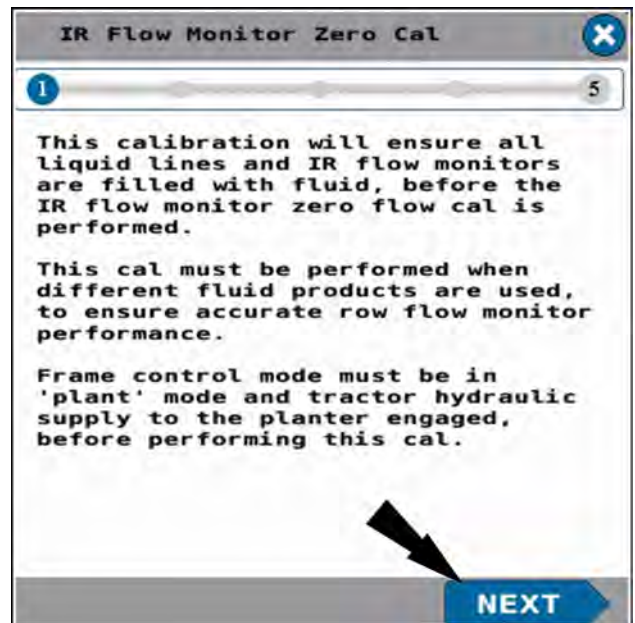 IR Flow Monitor Zero Cal
1
5
This calibration will ensure all
liquid lines and IR flow monitors
are filled with fluid, before the
IR flow monitor zero flow cal is
performed.
This cal must be performed when
different fluid products are used,
to ensure accurate row flow monitor
performance.
Frame control mode must be in
'plant' mode and tractor hydraulic
supply to the planter engaged,
before performing this cal.
NEXT